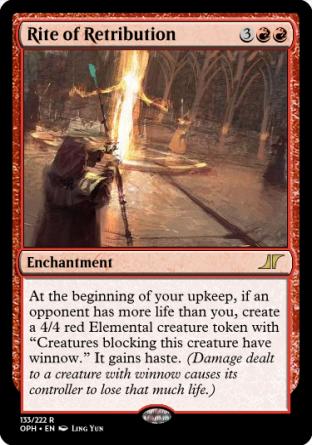 Rite of Retribution 3
Enchantment
At the beginning of your upkeep, if an
opponent has more life than you, create
a 4/4 red Elemental creature token with
“Creatures blocking this creature have
winnow.” It gains haste. (Damage dealt
to a creature with winnow causes its
controller to lose that much life.)
133/222 R
OPH • EN Ling Yun